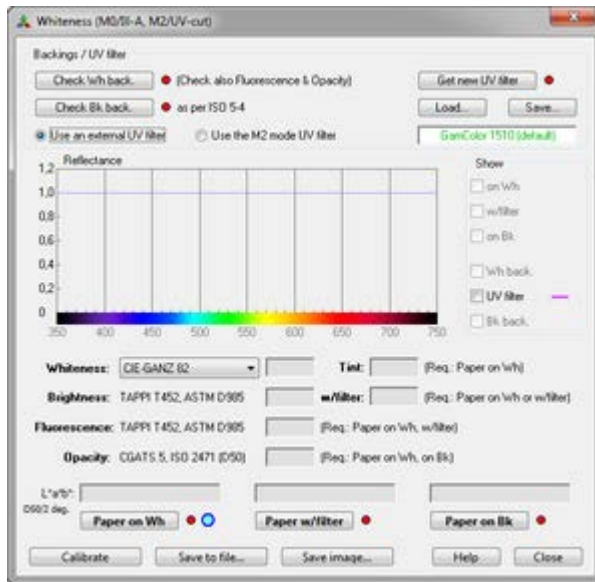 Whiteness (M0/Ill-A, M2/UV-cut)
Backings / UV filter
Check Wh back. (Check also Fluorescence & Opacity) Get new UV filter
Check Bk back. as per ISO 5-4 Load... Save...
Use an external UV filter Use the M2 mode UV filter GamColor 1510 (default)
Reflectance Show
1,2
1,0
0,8
0,6
0,4
0,2
0
350 400 450 500 550 600 650 700 750
on Wh
w/filter
on Bk
Wh back.
UV filter
Bk back.
Whiteness: CIE-GANZ 82 Tint: (Req.: Paper on Wh)
Brightness: TAPPI T452, ASTM D985 w/filter: (Req.: Paper on Wh or w/filter)
Fluorescence: TAPPI T452, ASTM D985 (Req.: Paper on Wh, w/filter)
Opacity: CGATS 5, ISO 2471 (D50) (Req.: Paper on Wh, on Bk)
L*a*b*:
D50/2 deg.
Paper on Wh Paper w/filter Paper on Bk
Calibrate Save to file... Save image... Help Close